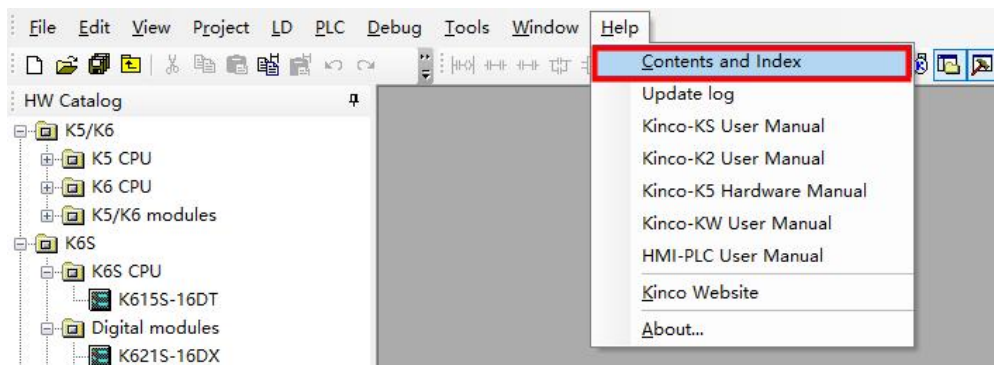 File Edit View Project LD PLC Debug Tools Window Help
HW Catalog
K5/K6
K5 CPU
K6 CPU
K5/K6 modules
K6S
K6S CPU
K615S-16DT
Digital modules
K621S-16DX
Contents and Index
Update log
Kinco-KS User Manual
Kinco-K2 User Manual
Kinco-K5 Hardware Manual
Kinco-KW User Manual
HMI-PLC User Manual
Kinco Website
About...